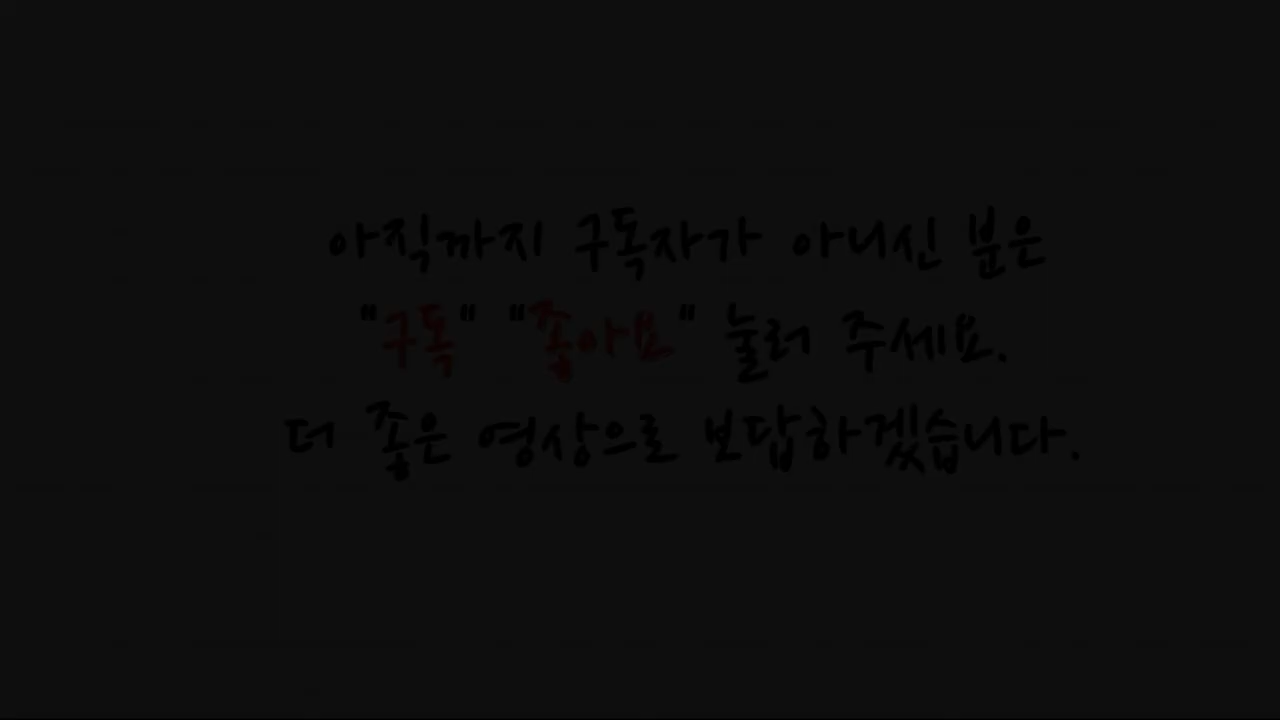 아직까지 구독자가 아니신 분은
"구독" "좋아요" 눌러 주세요.
더 좋은 영상으로 보답하겠습니다.